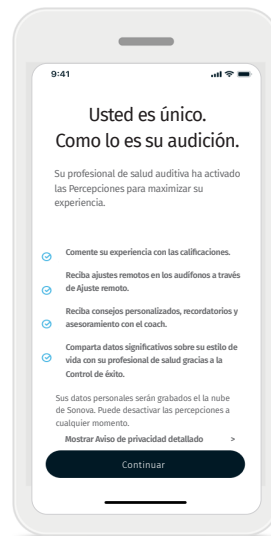 9:41
Usted es único.
Como lo es su audición.
Su profesional de salud auditiva ha activado
las Percepciones para maximizar su
experiencia.
Comente su experiencia con las calificaciones.
Reciba ajustes remotos en los audífonos a través
de Ajuste remoto.
Reciba consejos personalizados, recordatorios y
asesoramiento con el coach.
Comparta datos significativos sobre su estilo de
vida con su profesional de salud gracias a la
Control de éxito.
Sus datos personales serán grabados el la nube
de Sonova. Puede desactivar las percepciones a
cualquier momento.
Mostrar Aviso de privacidad detallado >
Continuar